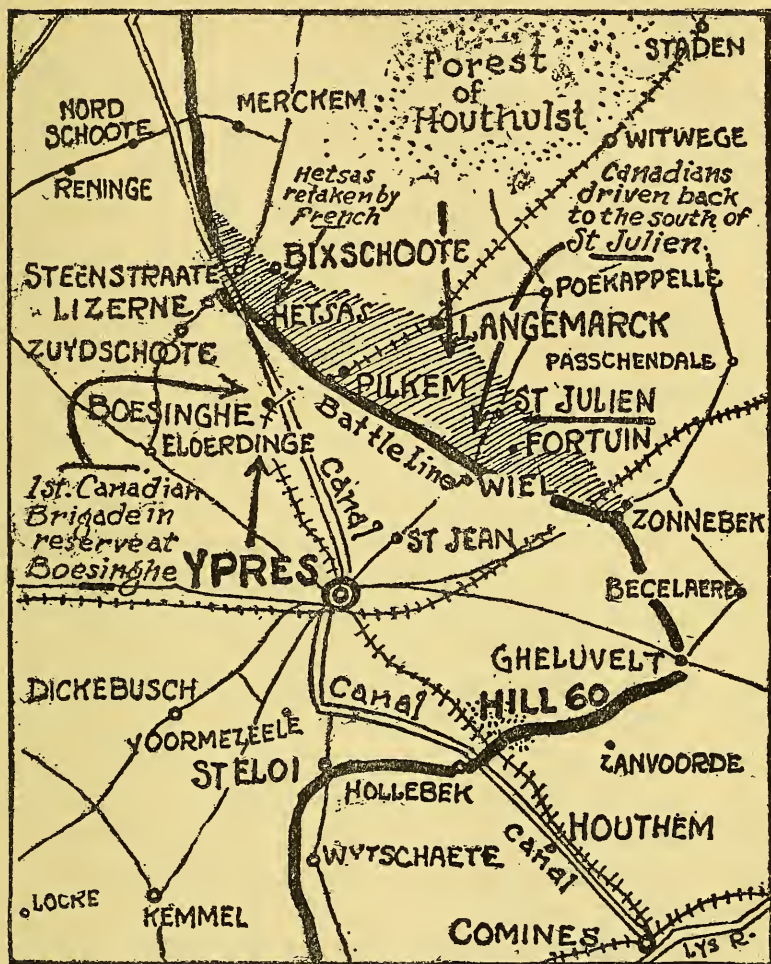 STADEN
Forest
of
Houthulst
NORD
SCHOOTE
MERCKEM
WITWEGE
RENINGE
Hetsas
retaken by
French
Canadians
driven back
to the south of
St Julien.
BIXSCHOOTE
STEENSTRAATE
POEKAPPELLE
LIZERNE
HETSAS
LANGEMARCK
ZUYDSCHOOTE
PASSCHENDALE
PILKEM
BOESINGHE
ST JULIEN
Battle line
ELOERDINGE
FORTUIN
Canal
1st. Canadian
Brigade in
reserve at
Boesinghe
WIEL
ZONNEBEK
ST JEAN
YPRES
BECELAERE
GHELUVELT
DICKEBUSCH
Canal
HILL 60
VOORMEZEELE
ST ELOI
ZANVOORDE
HOLLEBEK
HOUTHEM
canal
WYTSCHAETE
LOCRE
KEMMEL
COMINES
LYS R.